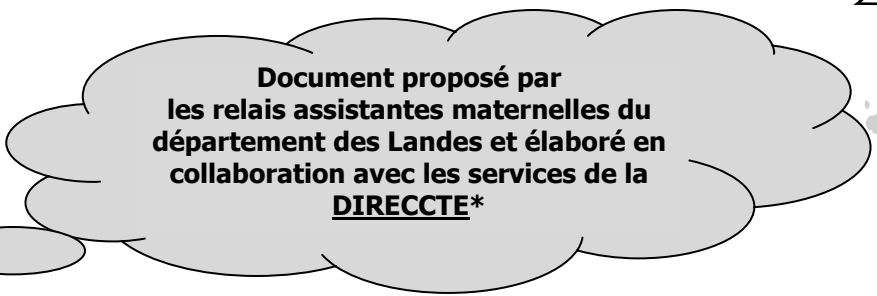 Document proposé par
les relais assistantes maternelles du
département des Landes et élaboré en
collaboration avec les services de la
DIRECCTE*